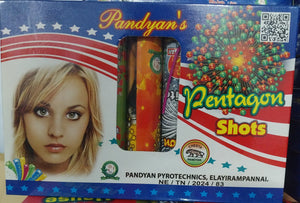 Pandyan's
Pentagon
Shots
PANDYAN PYROTECHNICS, ELAYIRAMPANNAI.
NE / TN / 2024 / 83